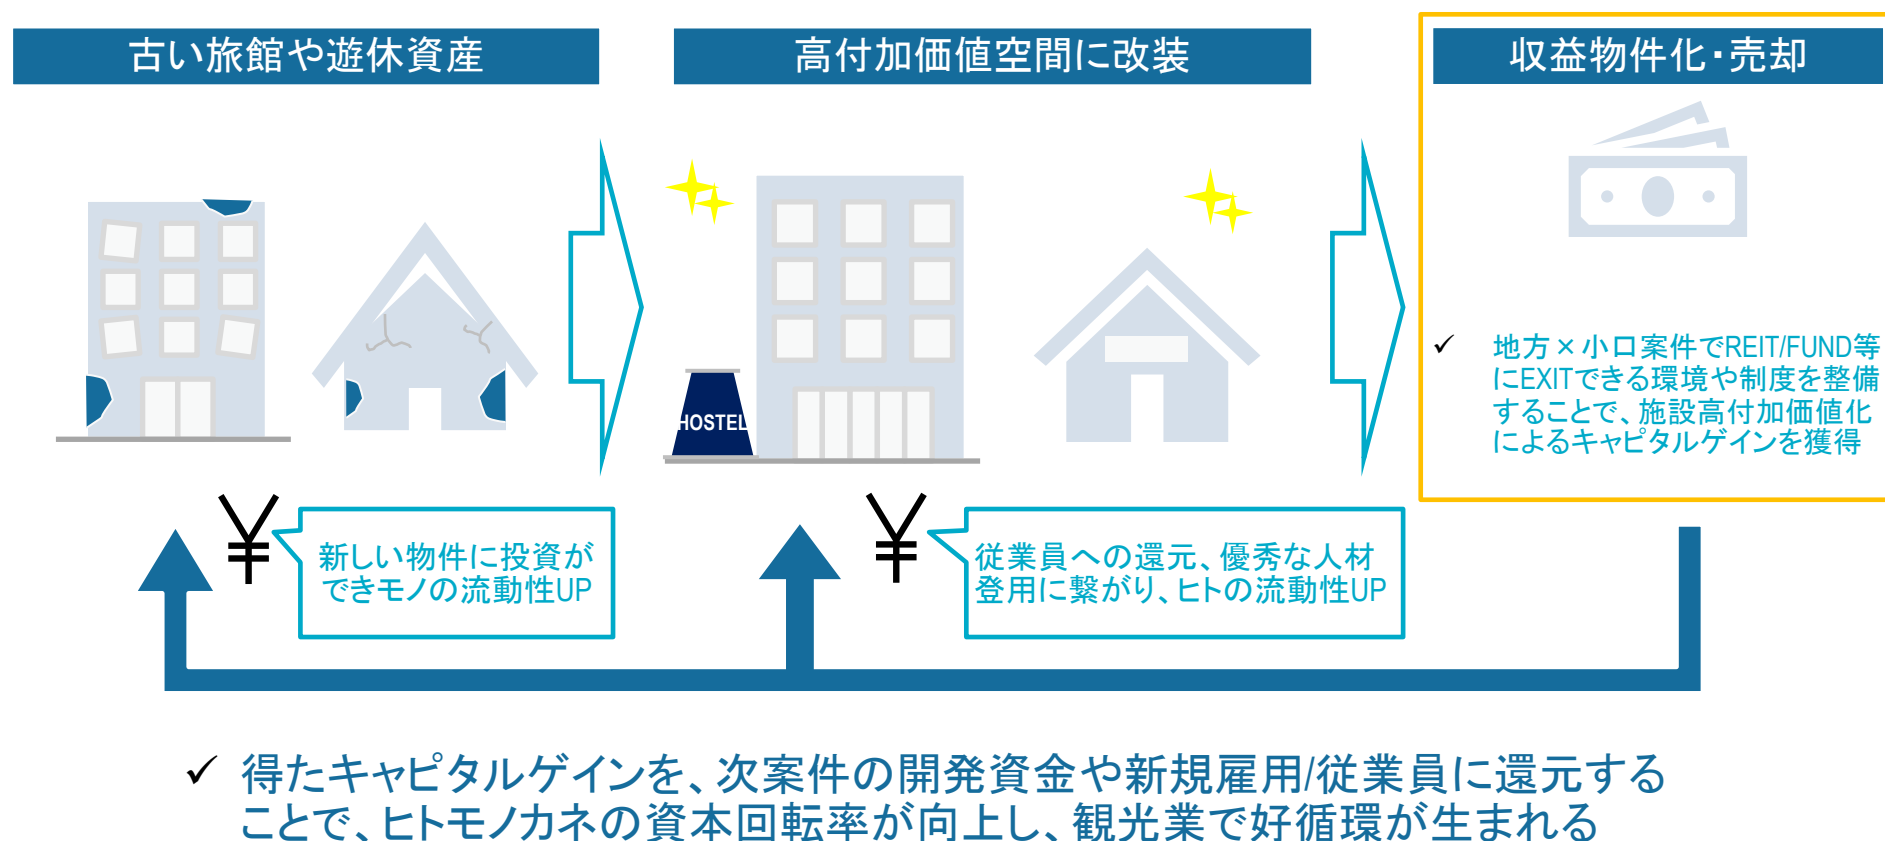 古い旅館や遊休資産
高付加価値空間に改装
収益物件化・売却
HOSTEL
✓ 地方×小口案件でREIT/FUND等
にEXITできる環境や制度を整備
することで、施設高付加価値化
によるキャピタルゲインを獲得
¥
新しい物件に投資が
できモノの流動性UP
¥
従業員への還元、優秀な人材
登用に繋がり、ヒトの流動性UP
✓ 得たキャピタルゲインを、次案件の開発資金や新規雇用/従業員に還元する
ことで、ヒトモノカネの資本回転率が向上し、観光業で好循環が生まれる